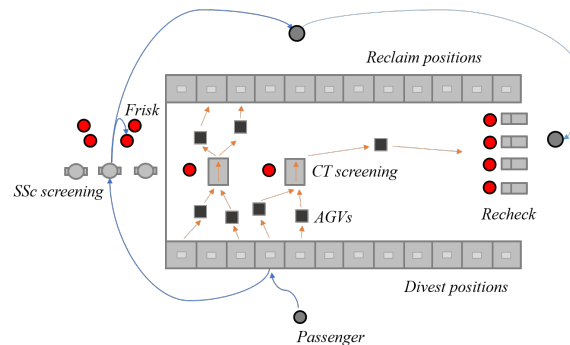 Reclaim positions
Frisk
CT screening
SSc screening
AGVs
Recheck
Divest positions
Passenger